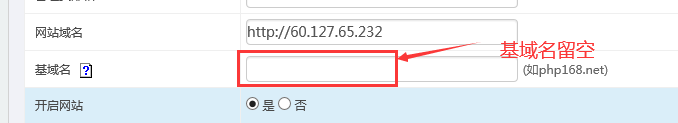 网站域名 http://60.127.65.232
基域名留空
基域名 ? (如php168.net)
开启网站 是 否